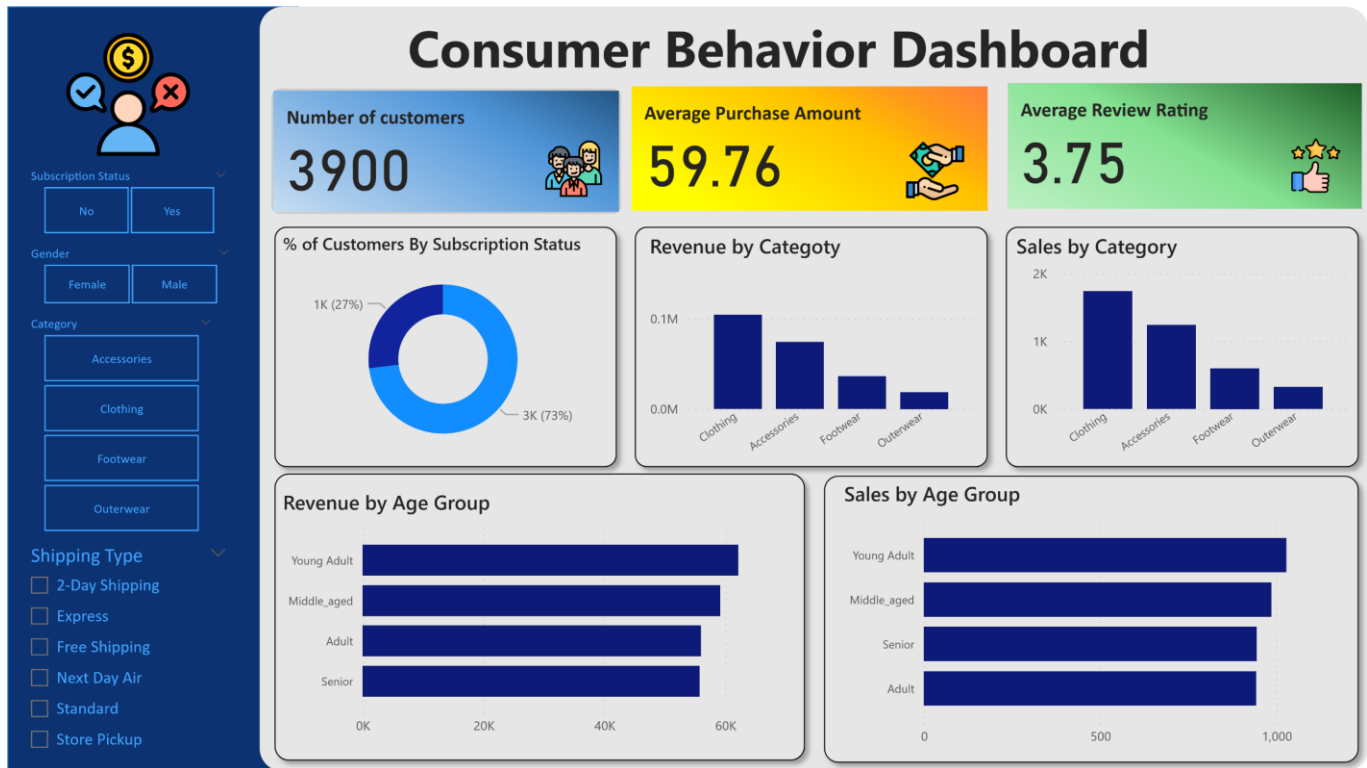 Consumer Behavior Dashboard
Subscription Status
No
Yes
Gender
Female
Male
Category
Accessories
Clothing
Footwear
Outerwear
Shipping Type
2-Day Shipping
Express
Free Shipping
Next Day Air
Standard
Store Pickup
Number of customers
3900
Average Purchase Amount
59.76
Average Review Rating
3.75
% of Customers By Subscription Status
1K (27%)
3K (73%)
Revenue by Categoty
0.1M
0.0M
Clothing
Accessories
Footwear
Outerwear
Sales by Category
2K
1K
0K
Clothing
Accessories
Footwear
Outerwear
Revenue by Age Group
Young Adult
Middle_aged
Adult
Senior
0K
20K
40K
60K
Sales by Age Group
Young Adult
Middle_aged
Senior
Adult
0
500
1,000